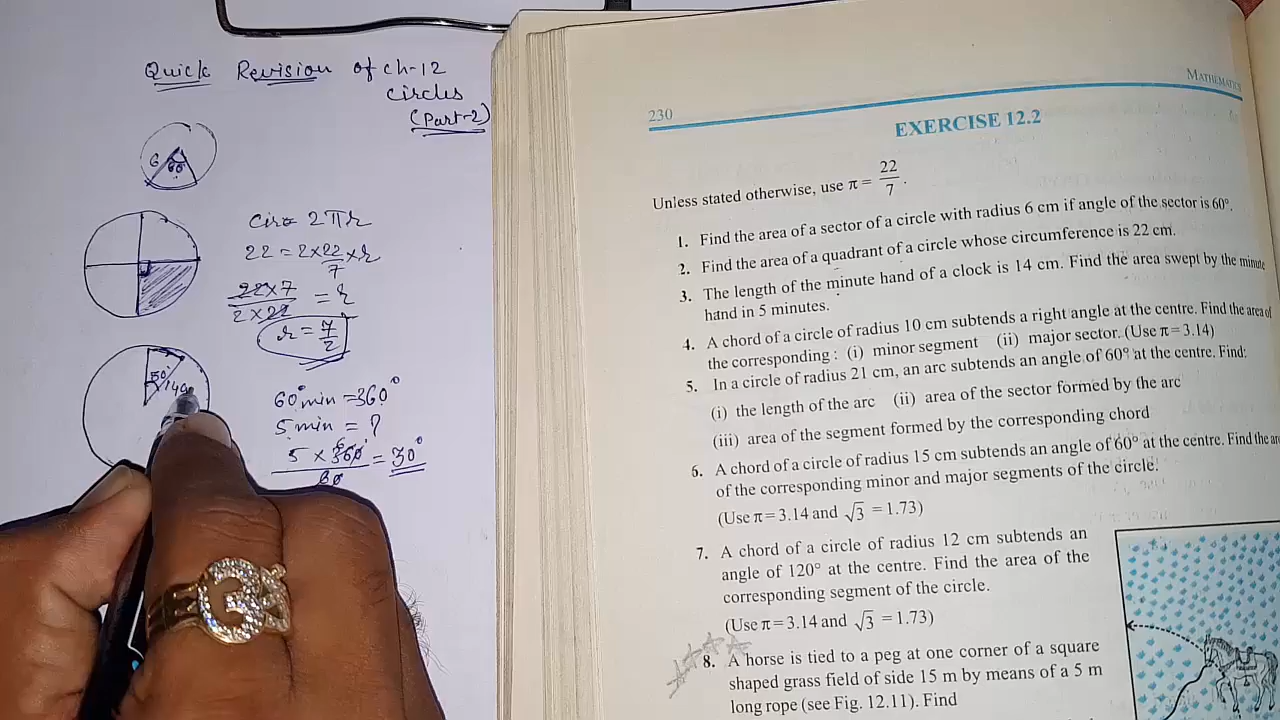 Quick Revision of Ch-12
Circles
(Part-2)
6
60°
Circ 2πr
22 = 2×22/7×r
22×7/2×22 = r
r = 7/2
14cm
60 min = 360°
5 min = ?
5 × 360°/60 = 30°
230
MATHEMATICS
EXERCISE 12.2
Unless stated otherwise, use π = 22/7.
1. Find the area of a sector of a circle with radius 6 cm if angle of the sector is 60°.
2. Find the area of a quadrant of a circle whose circumference is 22 cm.
3. The length of the minute hand of a clock is 14 cm. Find the area swept by the minute
hand in 5 minutes.
4. A chord of a circle of radius 10 cm subtends a right angle at the centre. Find the area of
the corresponding : (i) minor segment (ii) major sector. (Use π = 3.14)
5. In a circle of radius 21 cm, an arc subtends an angle of 60° at the centre. Find:
(i) the length of the arc (ii) area of the sector formed by the arc
(iii) area of the segment formed by the corresponding chord
6. A chord of a circle of radius 15 cm subtends an angle of 60° at the centre. Find the
of the corresponding minor and major segments of the circle.
(Use π = 3.14 and √3 = 1.73)
7. A chord of a circle of radius 12 cm subtends an
angle of 120° at the centre. Find the area of the
corresponding segment of the circle.
(Use π = 3.14 and √3 = 1.73)
8. A horse is tied to a peg at one corner of a square
shaped grass field of side 15 m by means of a 5 m
long rope (see Fig. 12.11). Find